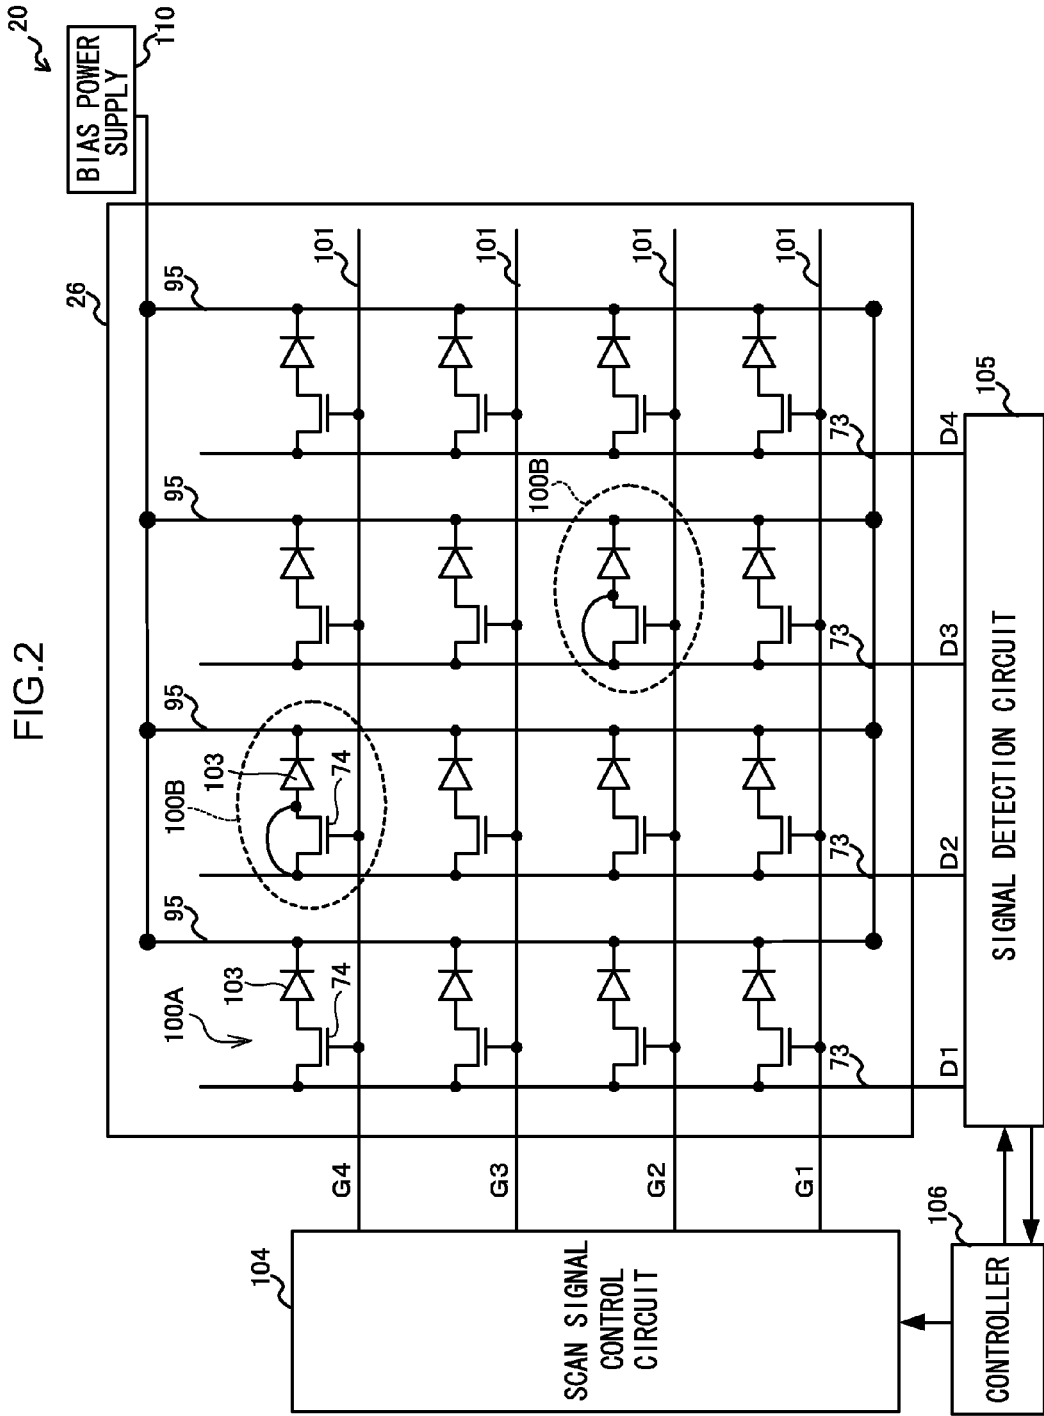 FIG.2
20
BIAS POWER
SUPPLY
110
26
95
95
95
95
101
101
101
101
100A
103
74
100B
103
74
100B
73
73
73
73
G4
G3
G2
G1
D1
D2
D3
D4
104
SCAN SIGNAL
CONTROL
CIRCUIT
105
SIGNAL DETECTION CIRCUIT
106
CONTROLLER